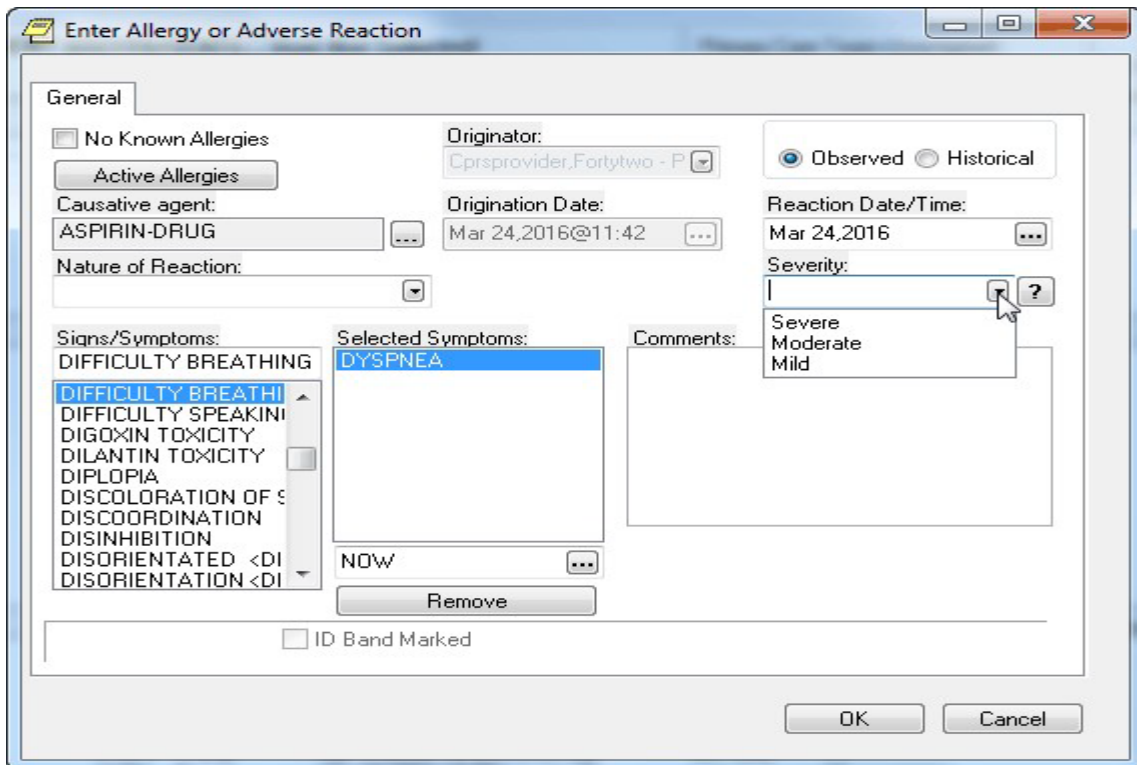 Enter Allergy or Adverse Reaction
General
No Known Allergies
Originator:
Cprsprovider,Fortytwo - P
Observed
Historical
Active Allergies
Causative agent:
ASPIRIN-DRUG
...
Origination Date:
Mar 24,2016@11:42
...
Reaction Date/Time:
Mar 24,2016
...
Nature of Reaction:
Severity:
?
Severe
Moderate
Mild
Signs/Symptoms:
DIFFICULTY BREATHING
DIFFICULTY BREATHI
DIFFICULTY SPEAKIN
DIGOXIN TOXICITY
DILANTIN TOXICITY
DIPLOPIA
DISCOLORATION OF S
DISCOORDINATION
DISINHIBITION
DISORIENTATED <DI
DISORIENTATION <DI
Selected Symptoms:
DYSPNEA
NOW
...
Remove
Comments:
ID Band Marked
OK
Cancel